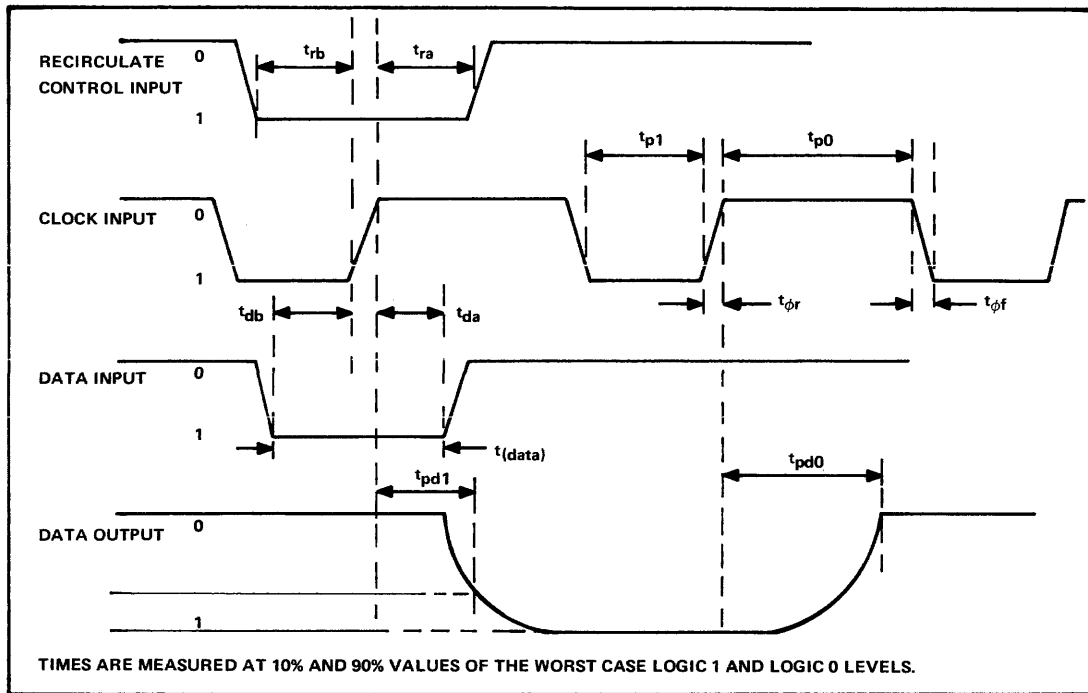 0
t_rb
t_ra
RECIRCULATE
CONTROL INPUT
1
t_p1
t_p0
0
CLOCK INPUT
1
t_db
t_da
t_ϕr
t_ϕf
0
DATA INPUT
1
t_(data)
t_pd1
t_pd0
0
DATA OUTPUT
1
TIMES ARE MEASURED AT 10% AND 90% VALUES OF THE WORST CASE LOGIC 1 AND LOGIC 0 LEVELS.